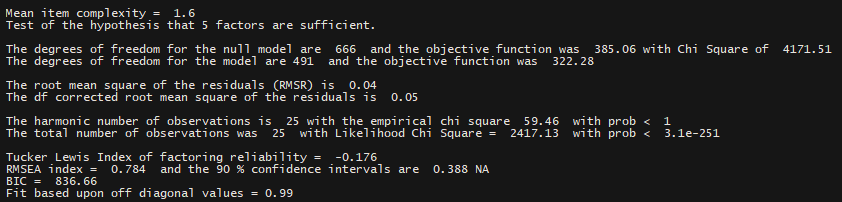 Mean item complexity =  1.6
Test of the hypothesis that 5 factors are sufficient.
The degrees of freedom for the null model are  666  and the objective function was  385.06 with Chi Square of  4171.51
The degrees of freedom for the model are 491  and the objective function was  322.28
The root mean square of the residuals (RMSR) is  0.04
The df corrected root mean square of the residuals is  0.05
The harmonic number of observations is  25 with the empirical chi square  59.46  with prob <  1
The total number of observations was  25  with Likelihood Chi Square =  2417.13  with prob <  3.1e-251
Tucker Lewis Index of factoring reliability =  -0.176
RMSEA index =  0.784  and the 90 % confidence intervals are  0.388 NA
BIC =  836.66
Fit based upon off diagonal values = 0.99